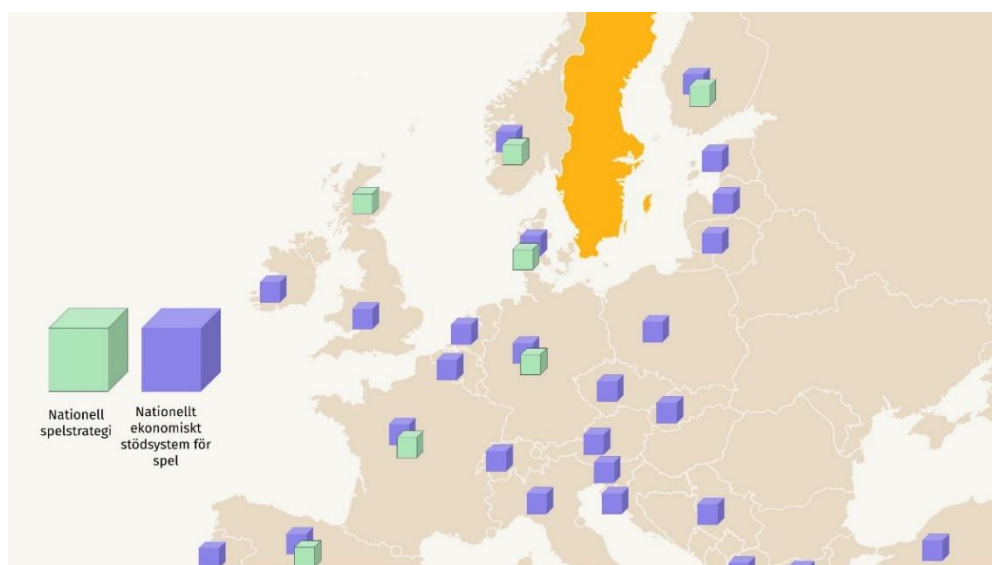 Nationell
spelstrategi
Nationellt
ekonomiskt
stödsystem för
spel